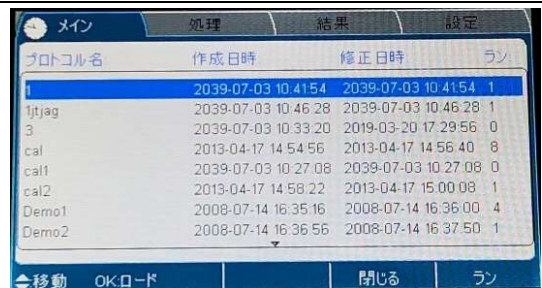 メイン 処理 結果 設定
プロトコル名 作成日時 修正日時 ラン
1 2039-07-03 10:41:54 2039-07-03 10:41:54 1
1jtjag 2039-07-03 10:46:28 2039-07-03 10:46:28 1
3 2039-07-03 10:33:20 2019-03-20 17:29:56 0
cal 2013-04-17 14:54:56 2013-04-17 14:56:40 8
cal1 2039-07-03 10:27:08 2039-07-03 10:27:08 0
cal2 2013-04-17 14:58:22 2013-04-17 15:00:08 1
Demo1 2008-07-14 16:35:16 2008-07-14 16:36:00 4
Demo2 2008-07-14 16:36:56 2008-07-14 16:37:50 1
移動 OK:ロード 閉じる ラン